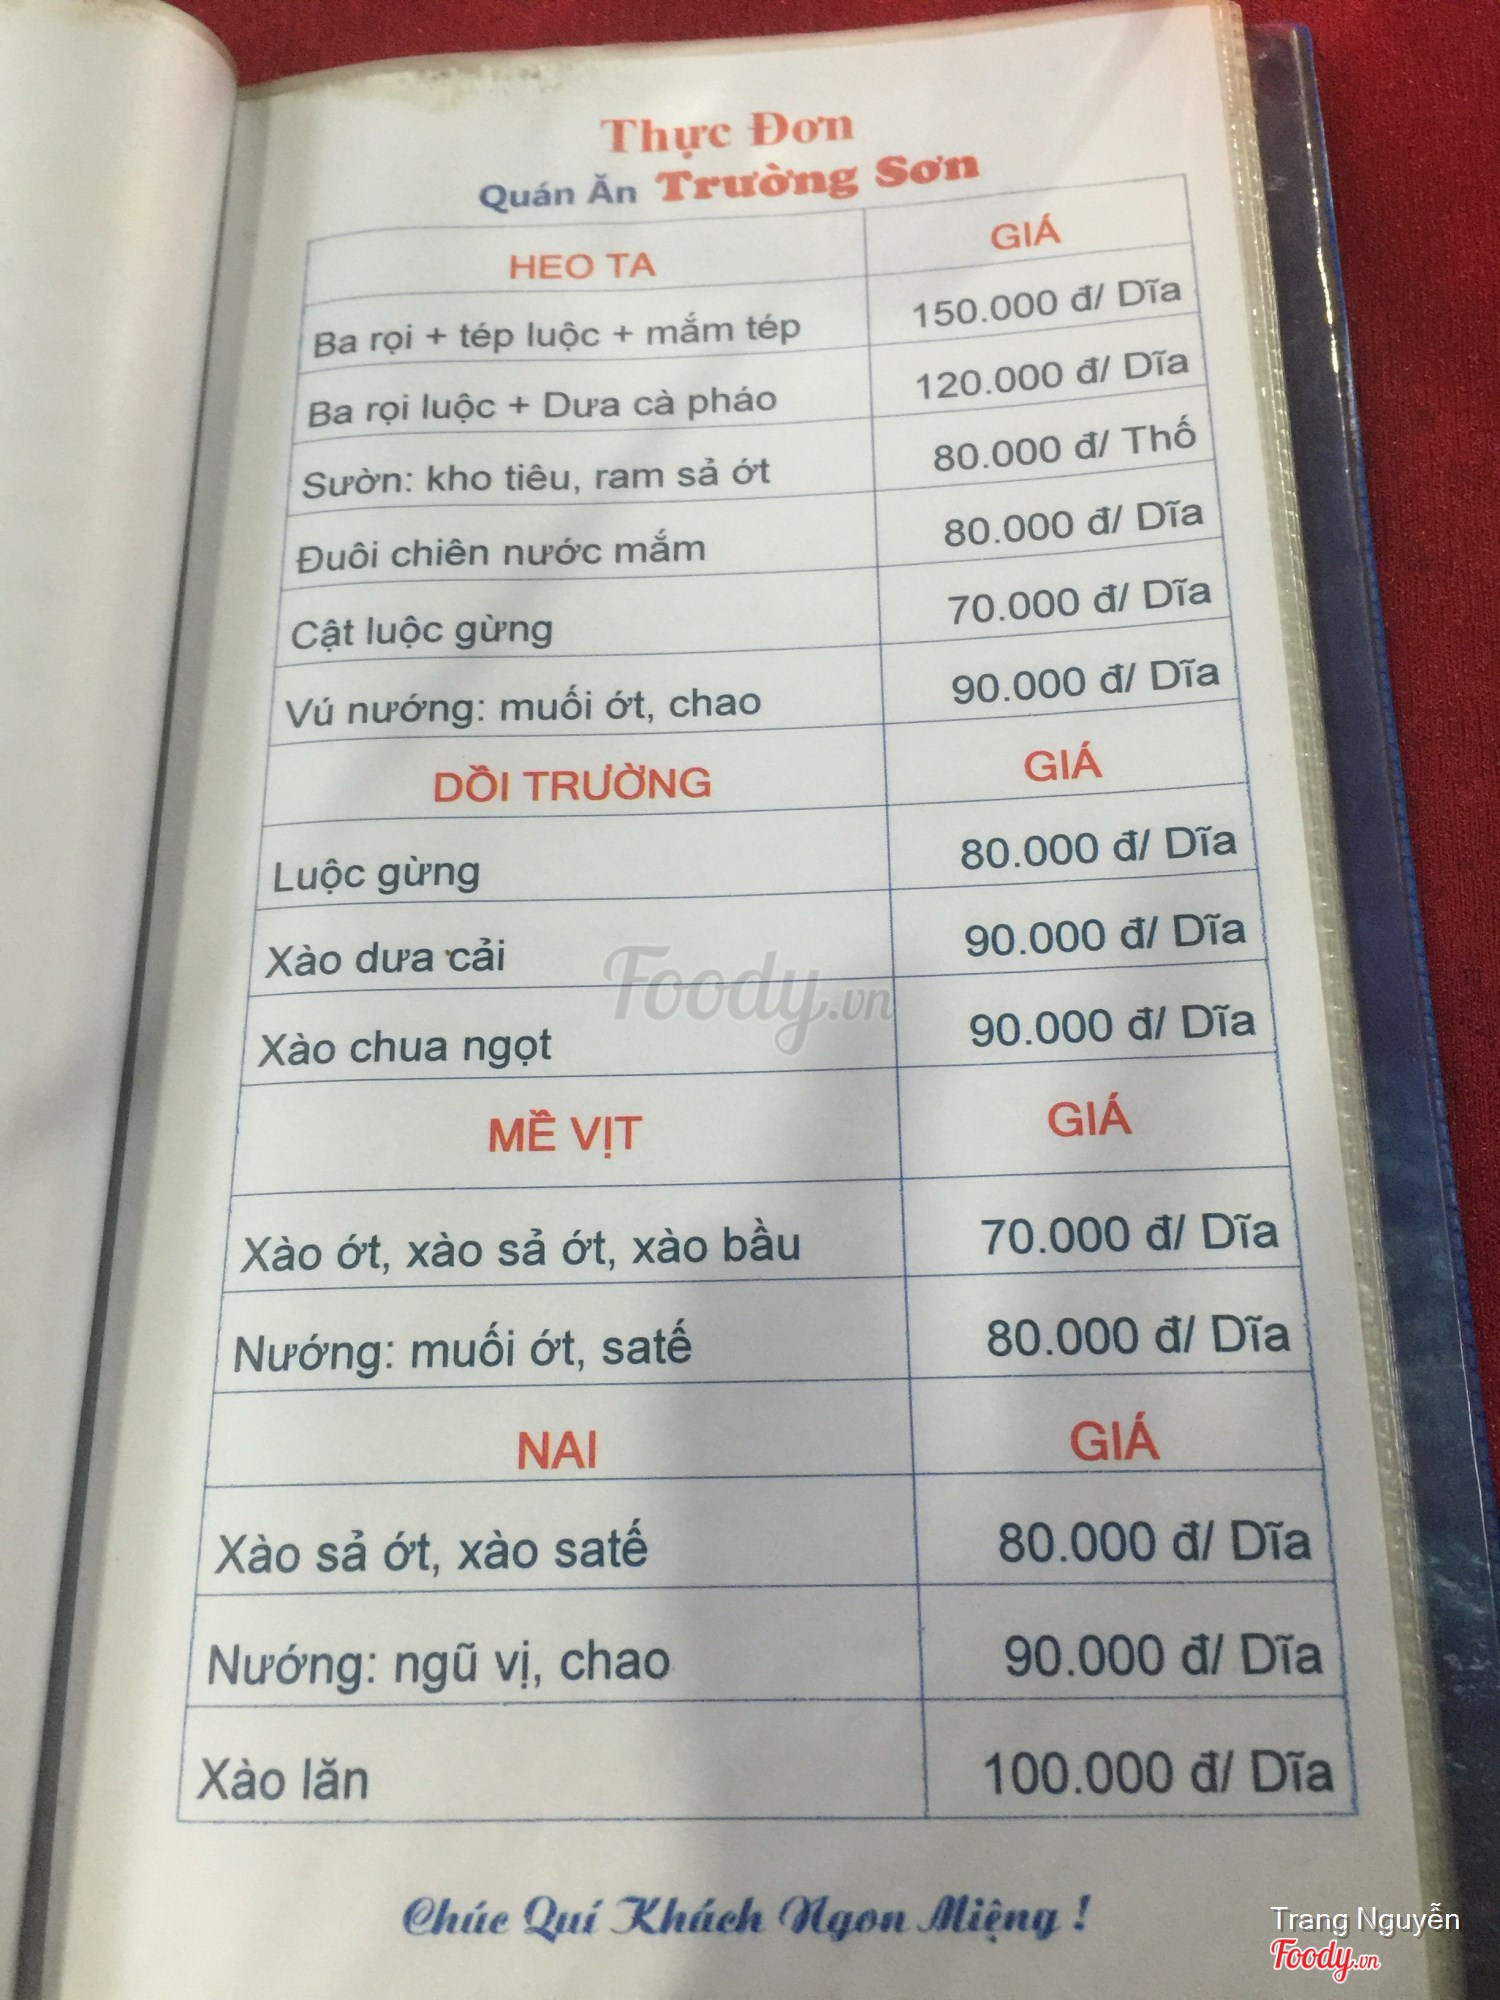 Thực Đơn
Quán Ăn Trường Sơn
HEO TA GIÁ
Ba rọi + tép luộc + mắm tép 150.000 đ/ Dĩa
Ba rọi luộc + Dưa cà pháo 120.000 đ/ Dĩa
Sườn: kho tiêu, ram sả ớt 80.000 đ/ Thố
Đuôi chiên nước mắm 80.000 đ/ Dĩa
Cật luộc gừng 70.000 đ/ Dĩa
Vú nướng: muối ớt, chao 90.000 đ/ Dĩa
DỒI TRƯỜNG GIÁ
Luộc gừng 80.000 đ/ Dĩa
Xào dưa cải 90.000 đ/ Dĩa
Foody.vn
Xào chua ngọt 90.000 đ/ Dĩa
MỀ VỊT GIÁ
Xào ớt, xào sả ớt, xào bầu 70.000 đ/ Dĩa
Nướng: muối ớt, satế 80.000 đ/ Dĩa
NAI GIÁ
Xào sả ớt, xào satế 80.000 đ/ Dĩa
Nướng: ngũ vị, chao 90.000 đ/ Dĩa
Xào lăn 100.000 đ/ Dĩa
Chúc Quí Khách Ngon Miệng !
Trang Nguyễn
Foody.vn